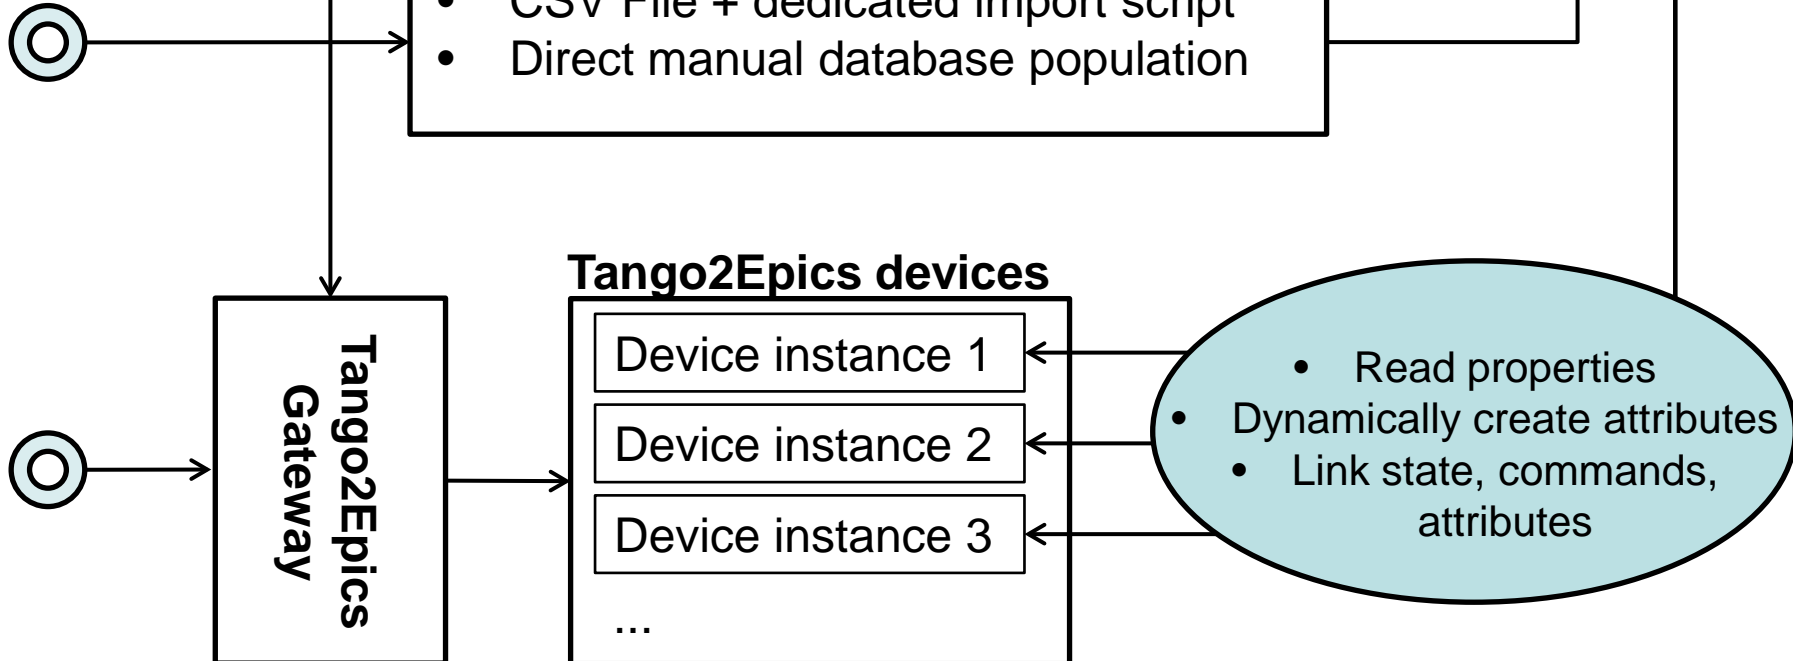 • CSV File + dedicated import script
• Direct manual database population
Tango2Epics devices
Tango2Epics
Gateway
Device instance 1
Device instance 2
Device instance 3
...
• Read properties
• Dynamically create attributes
• Link state, commands,
attributes